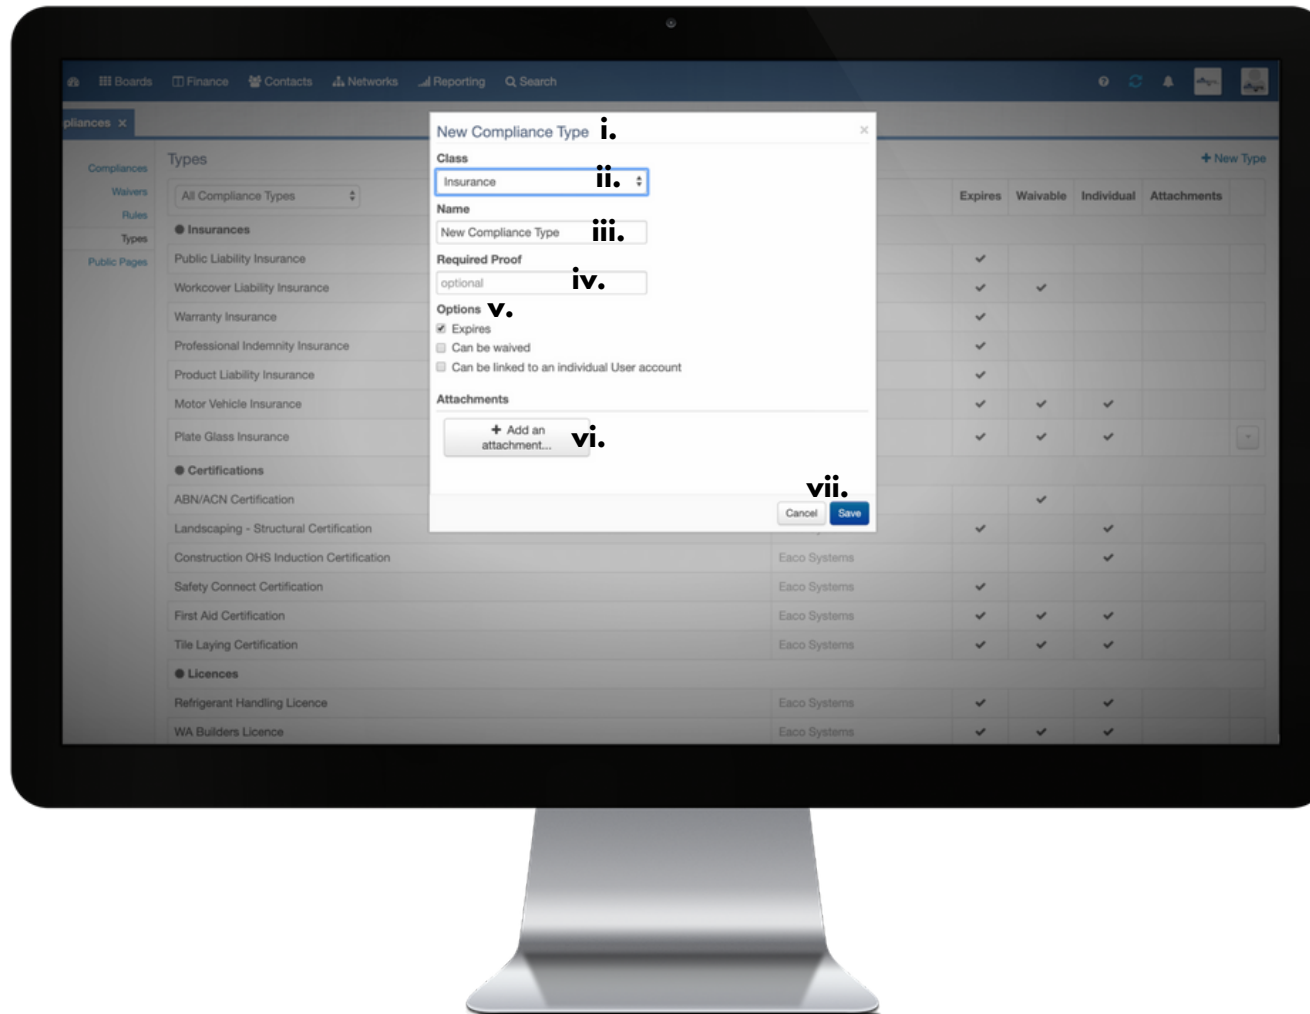 Boards Finance Contacts Networks Reporting Search
pliances ×
Compliances
Waivers
Rules
Types
Public Pages
Types
+ New Type
All Compliance Types
Expires Waivable Individual Attachments
Insurances
Public Liability Insurance
Workcover Liability Insurance
Warranty Insurance
Professional Indemnity Insurance
Product Liability Insurance
Motor Vehicle Insurance
Plate Glass Insurance
Certifications
ABN/ACN Certification
Landscaping - Structural Certification
Construction OHS Induction Certification Eaco Systems
Safety Connect Certification Eaco Systems
First Aid Certification Eaco Systems
Tile Laying Certification Eaco Systems
Licences
Refrigerant Handling Licence Eaco Systems
WA Builders Licence Eaco Systems
New Compliance Type i. ×
Class
Insurance ii.
Name
New Compliance Type iii.
Required Proof
optional iv.
Options v.
Expires
Can be waived
Can be linked to an individual User account
Attachments
+ Add an
attachment... vi.
vii.
Cancel Save